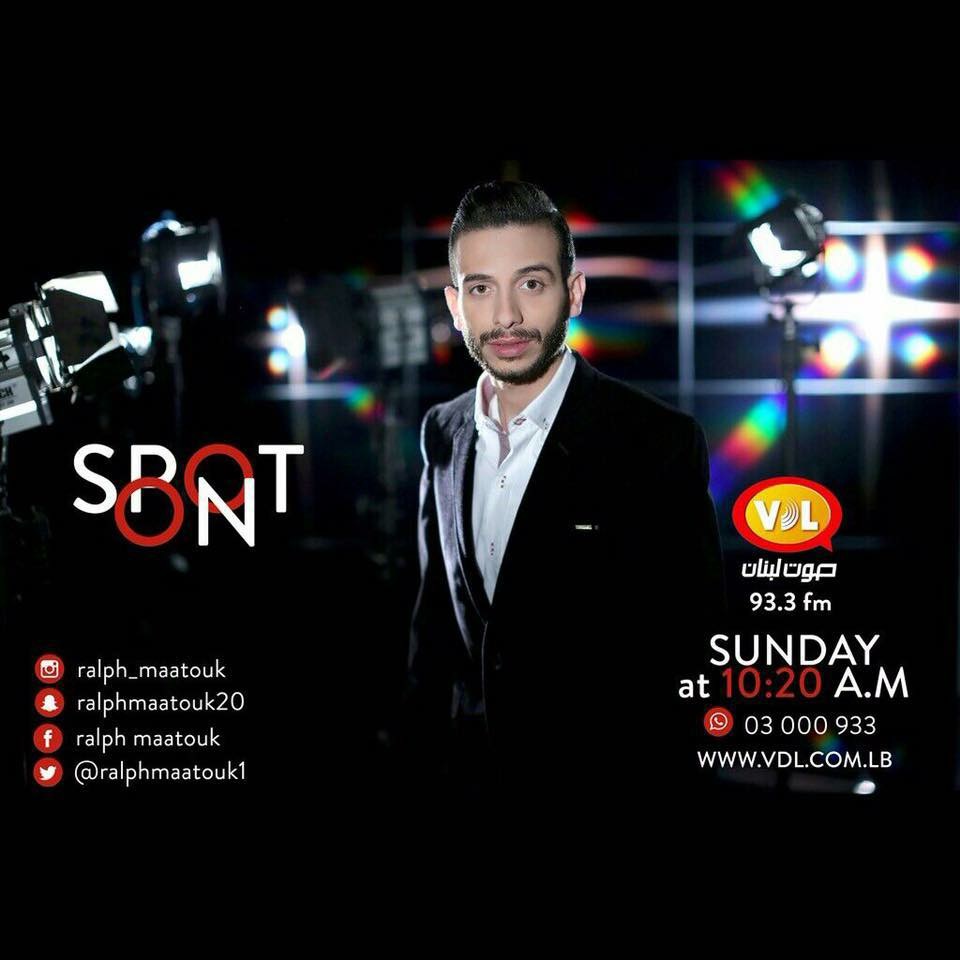 SPOT
ON
ralph_maatouk
ralphmaatouk20
ralph maatouk
@ralphmaatouk1
VDL
صوت لبنان
93.3 fm
SUNDAY
at 10:20 A.M
03 000 933
WWW.VDL.COM.LB